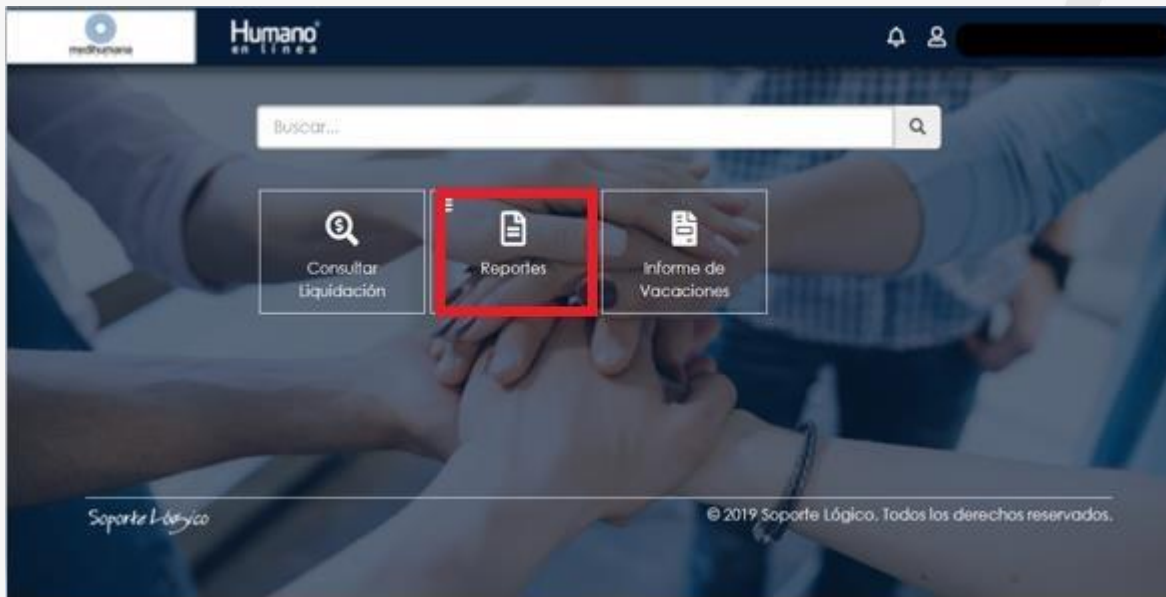 medihumana
Humano
en línea
Buscar...
Consultar
Liquidación
Reportes
Informe de
Vacaciones
Soporte Lógico
© 2019 Soporte Lógico. Todos los derechos reservados.